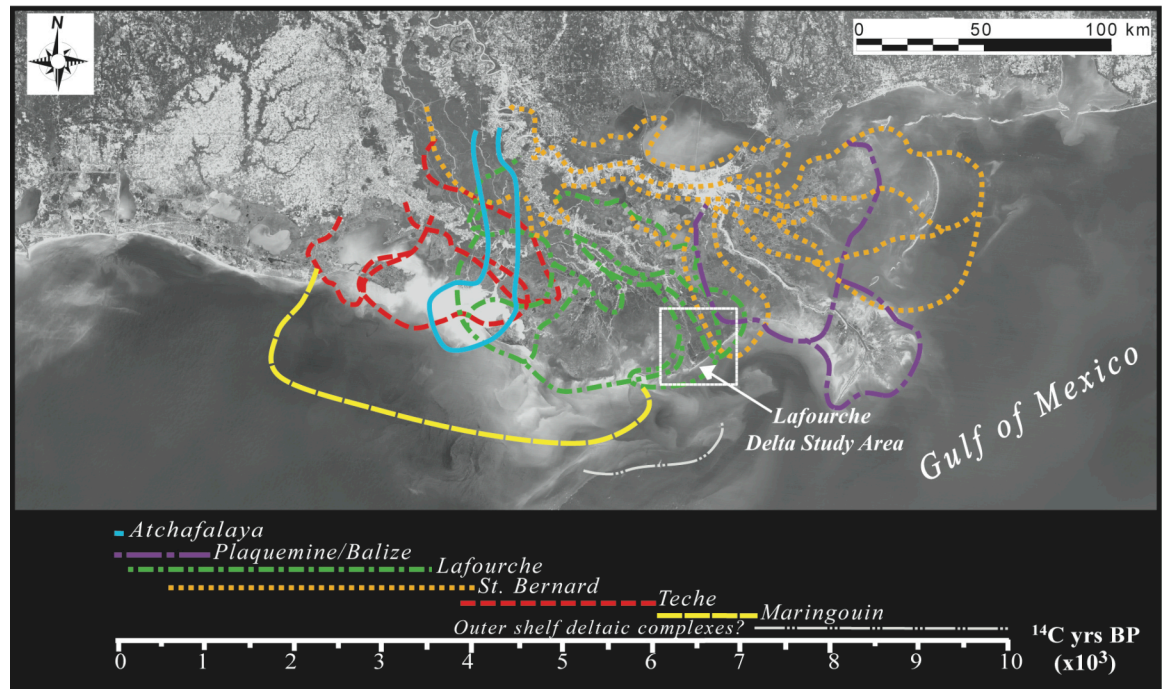 N
0 50 100 km
Lafourche
Delta Study Area
Gulf of Mexico
Atchafalaya
Plaquemine/Balize
Lafourche
St. Bernard
Teche
Maringouin
Outer shelf deltaic complexes?
0 1 2 3 4 5 6 7 8 9 10
¹⁴C yrs BP
(x10³)